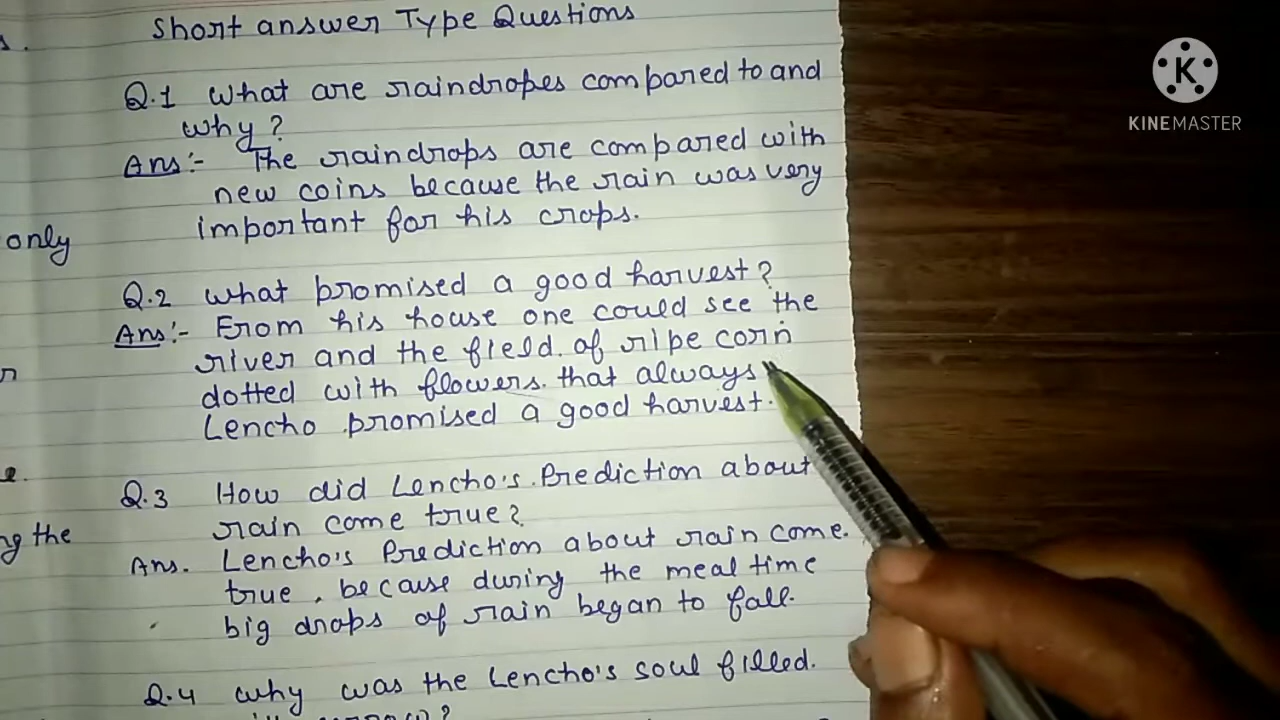 s.
Short answer Type Questions
Q.1 What are raindropes compared to and
why?
Ans:- The raindrops are compared with
new coins because the rain was very
important for his crops.
only
Q.2 What promised a good harvest?
Ans:- From his house one could see the
river and the field. of ripe corn
dotted with flowers. that always
Lencho promised a good harvest.
Q.3 How did Lencho's Prediction about
rain come true?
ng the
Ans. Lencho's Prediction about rain come.
true, because during the meal time
big drops of rain began to fall.
Q.4 Why was the Lencho's soul filled.
K
KINEMASTER